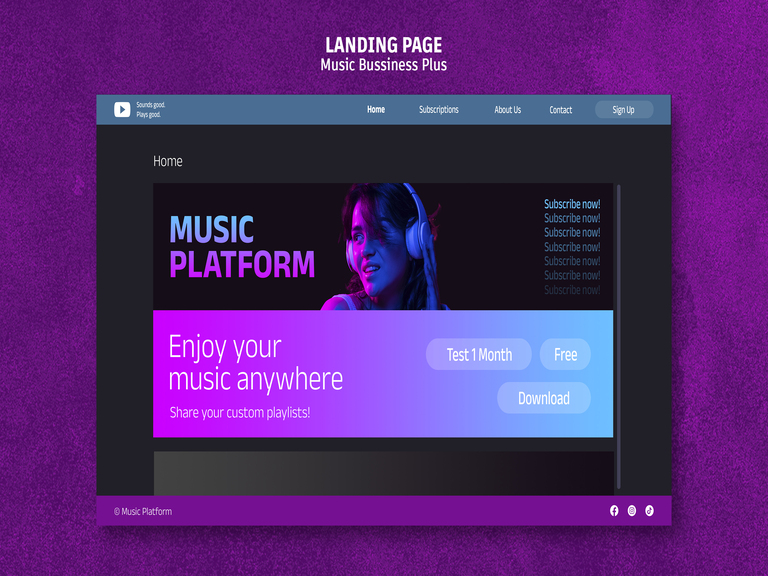 LANDING PAGE
Music Bussiness Plus
Sounds good.
Plays good.
Home
Subscriptions
About Us
Contact
Sign Up
Home
MUSIC
PLATFORM
Subscribe now!
Subscribe now!
Subscribe now!
Subscribe now!
Subscribe now!
Subscribe now!
Subscribe now!
Enjoy your
music anywhere
Share your custom playlists!
Test 1 Month
Free
Download
© Music Platform